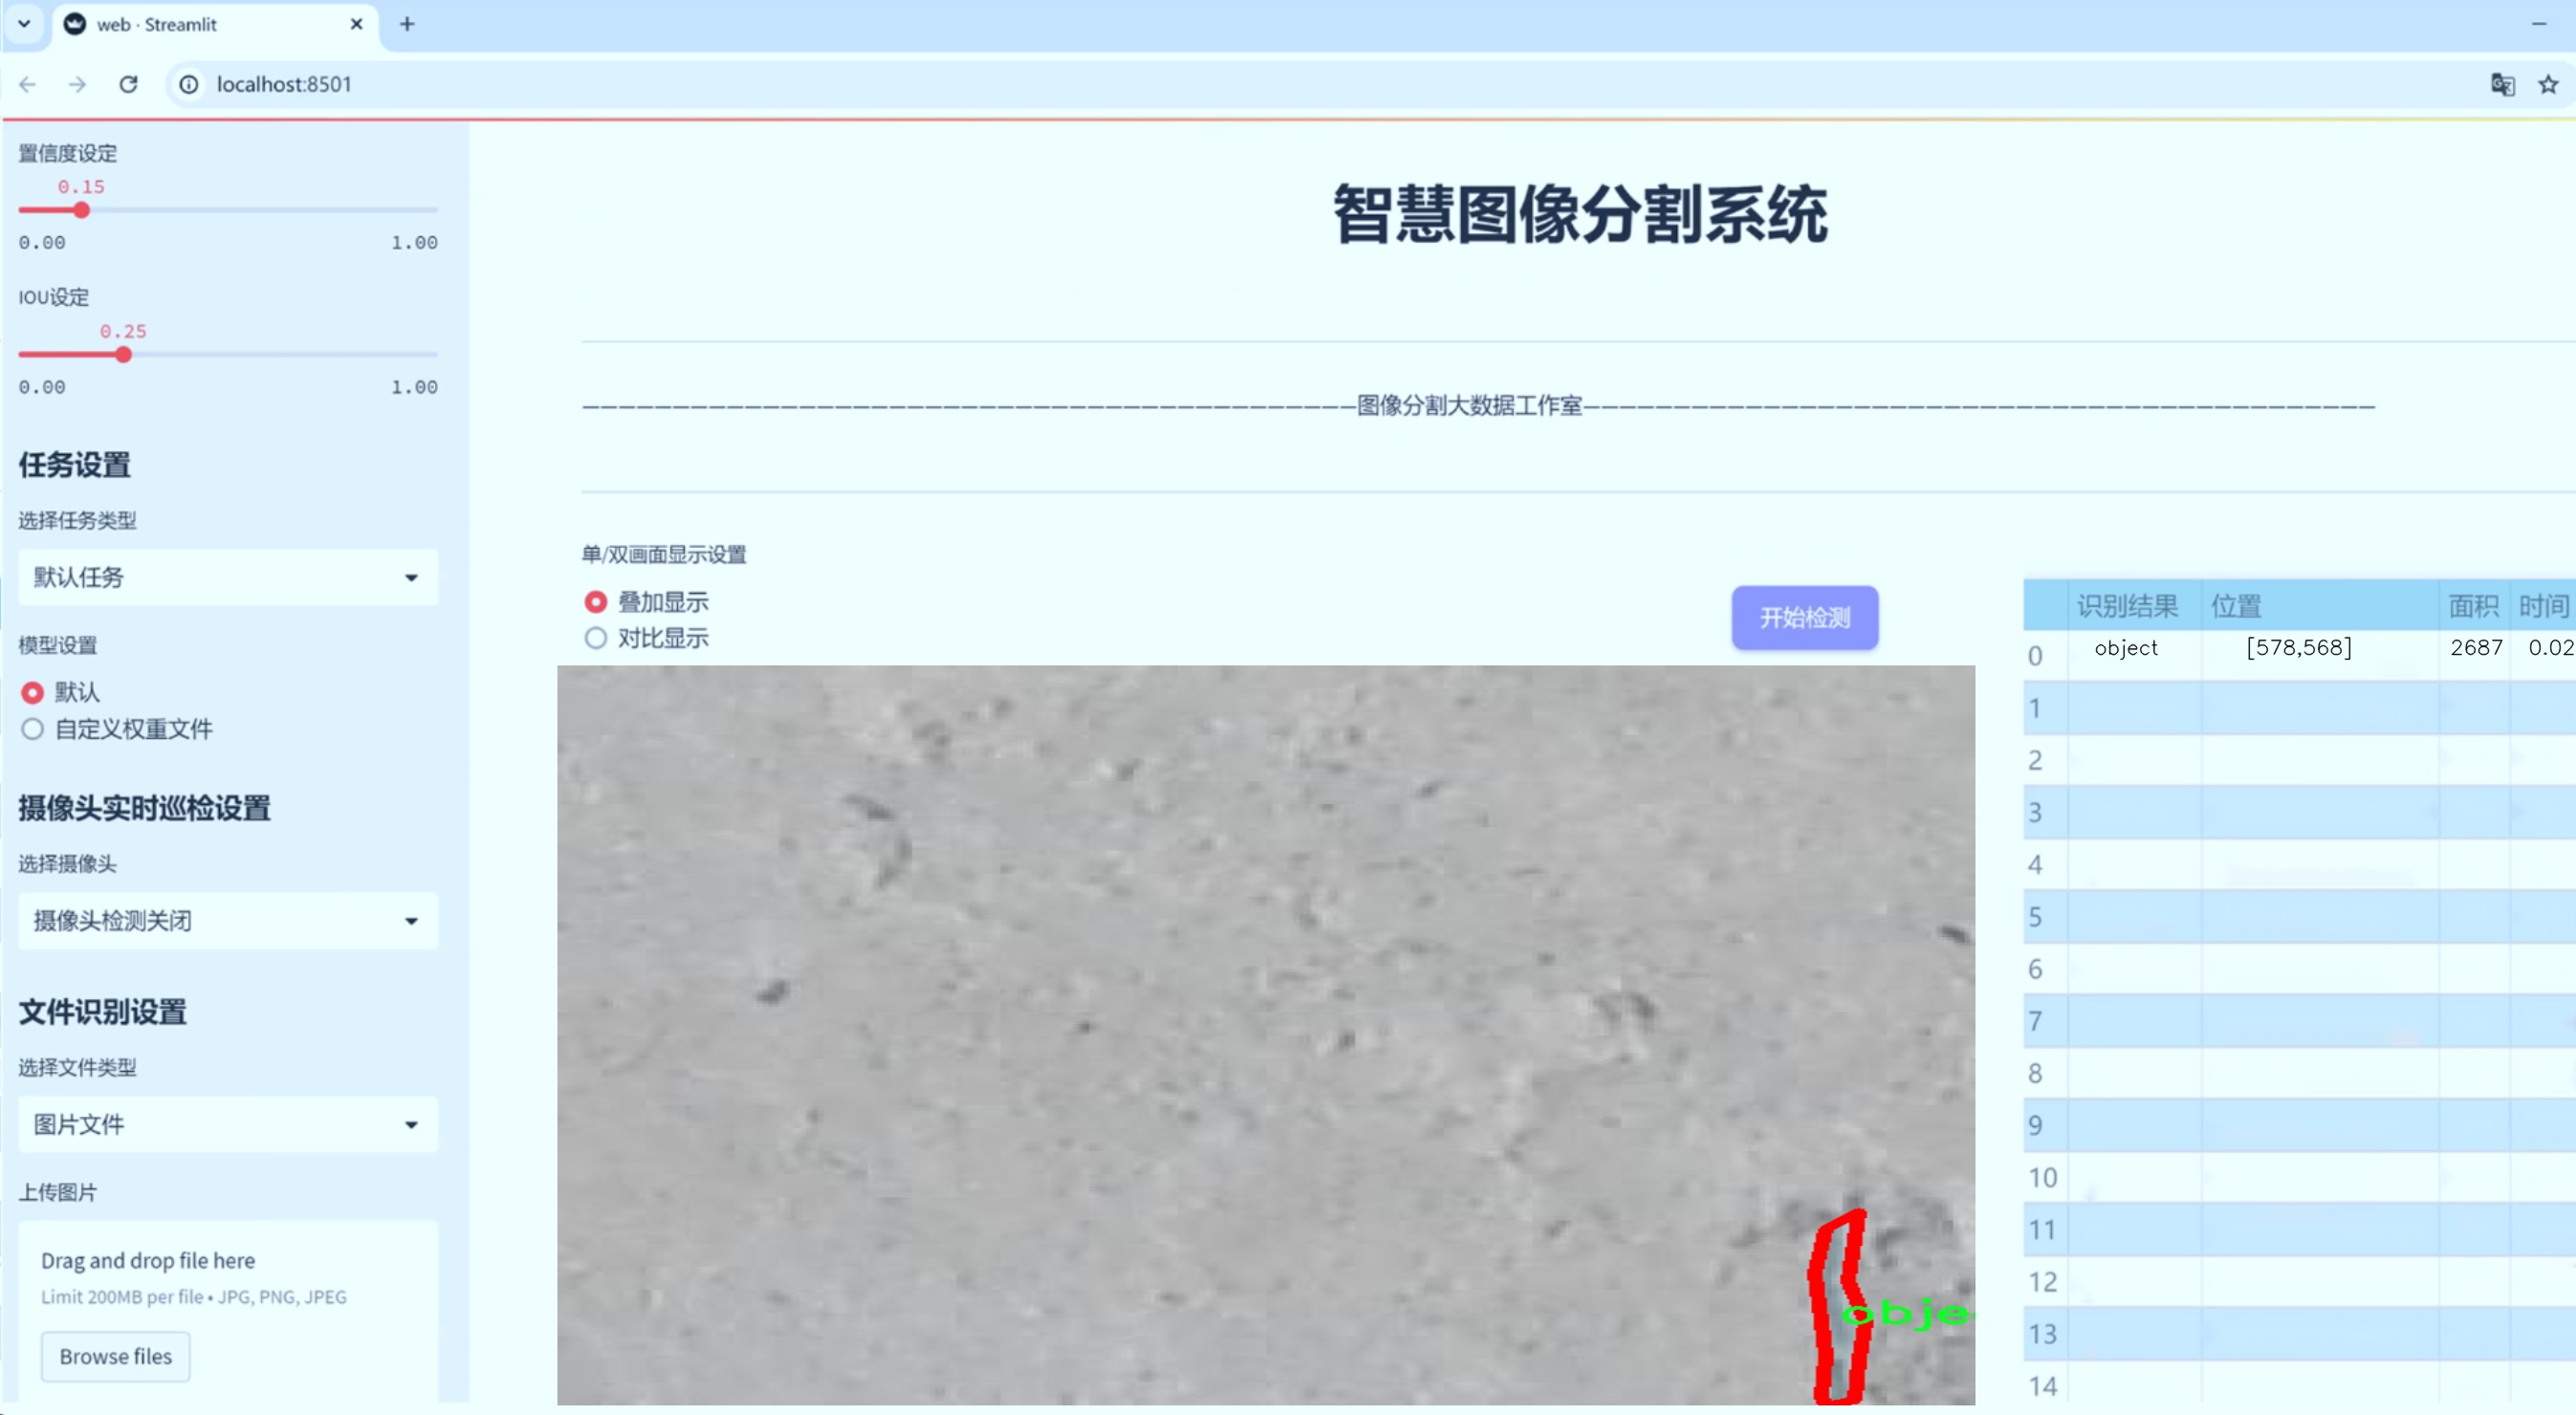 web · Streamlit
localhost:8501
置信度设定
0.15
0.00 1.00
IOU设定
0.25
0.00 1.00
任务设置
选择任务类型
默认任务
模型设置
默认
自定义权重文件
摄像头实时巡检设置
选择摄像头
摄像头检测关闭
文件识别设置
选择文件类型
图片文件
上传图片
Drag and drop file here
Limit 200MB per file • JPG, PNG, JPEG
Browse files
智慧图像分割系统
图像分割大数据工作室
单/双画面显示设置
叠加显示
对比显示
开始检测
obje
识别结果 位置 面积 时间
0 object [578,568] 2687 0.02
1
2
3
4
5
6
7
8
9
10
11
12
13
14